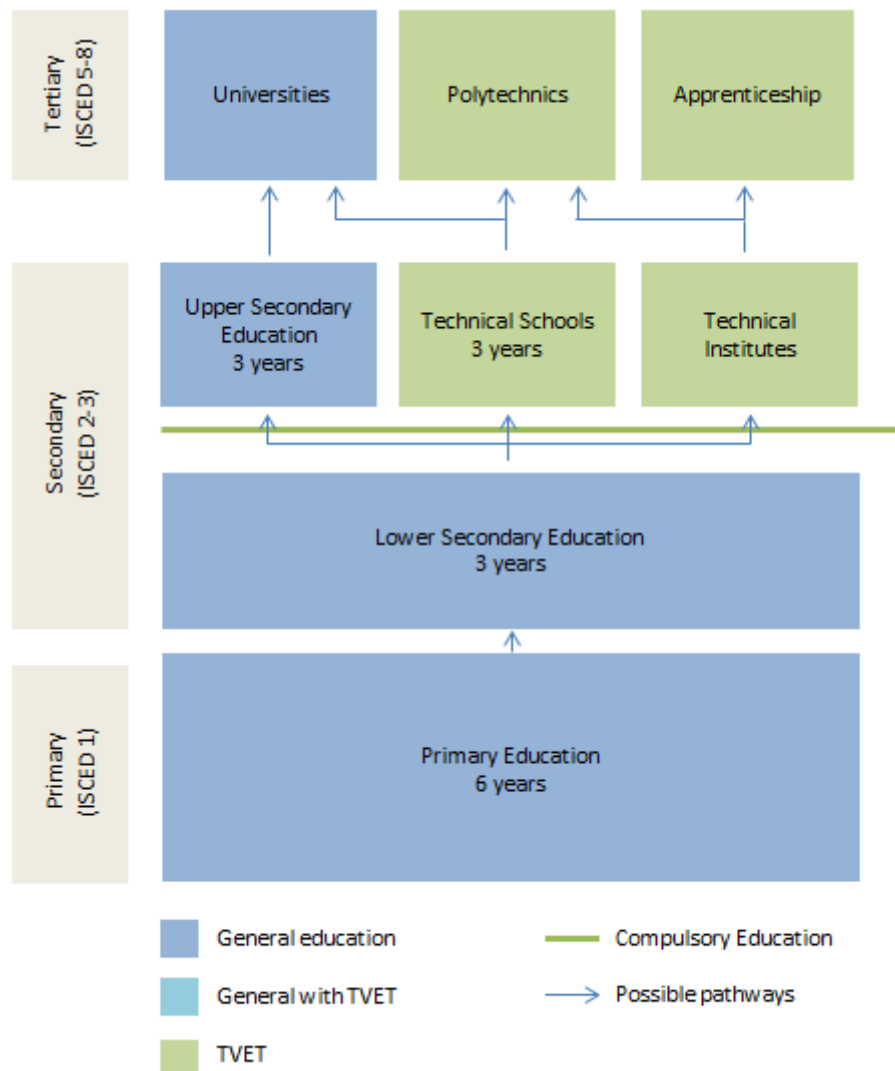 Tertiary
(ISCED 5-8)
Universities
Polytechnics
Apprenticeship
Secondary
(ISCED 2-3)
Upper Secondary
Education
3 years
Technical Schools
3 years
Technical
Institutes
Lower Secondary Education
3 years
Primary
(ISCED 1)
Primary Education
6 years
General education
Compulsory Education
General with TVET
Possible pathways
TVET